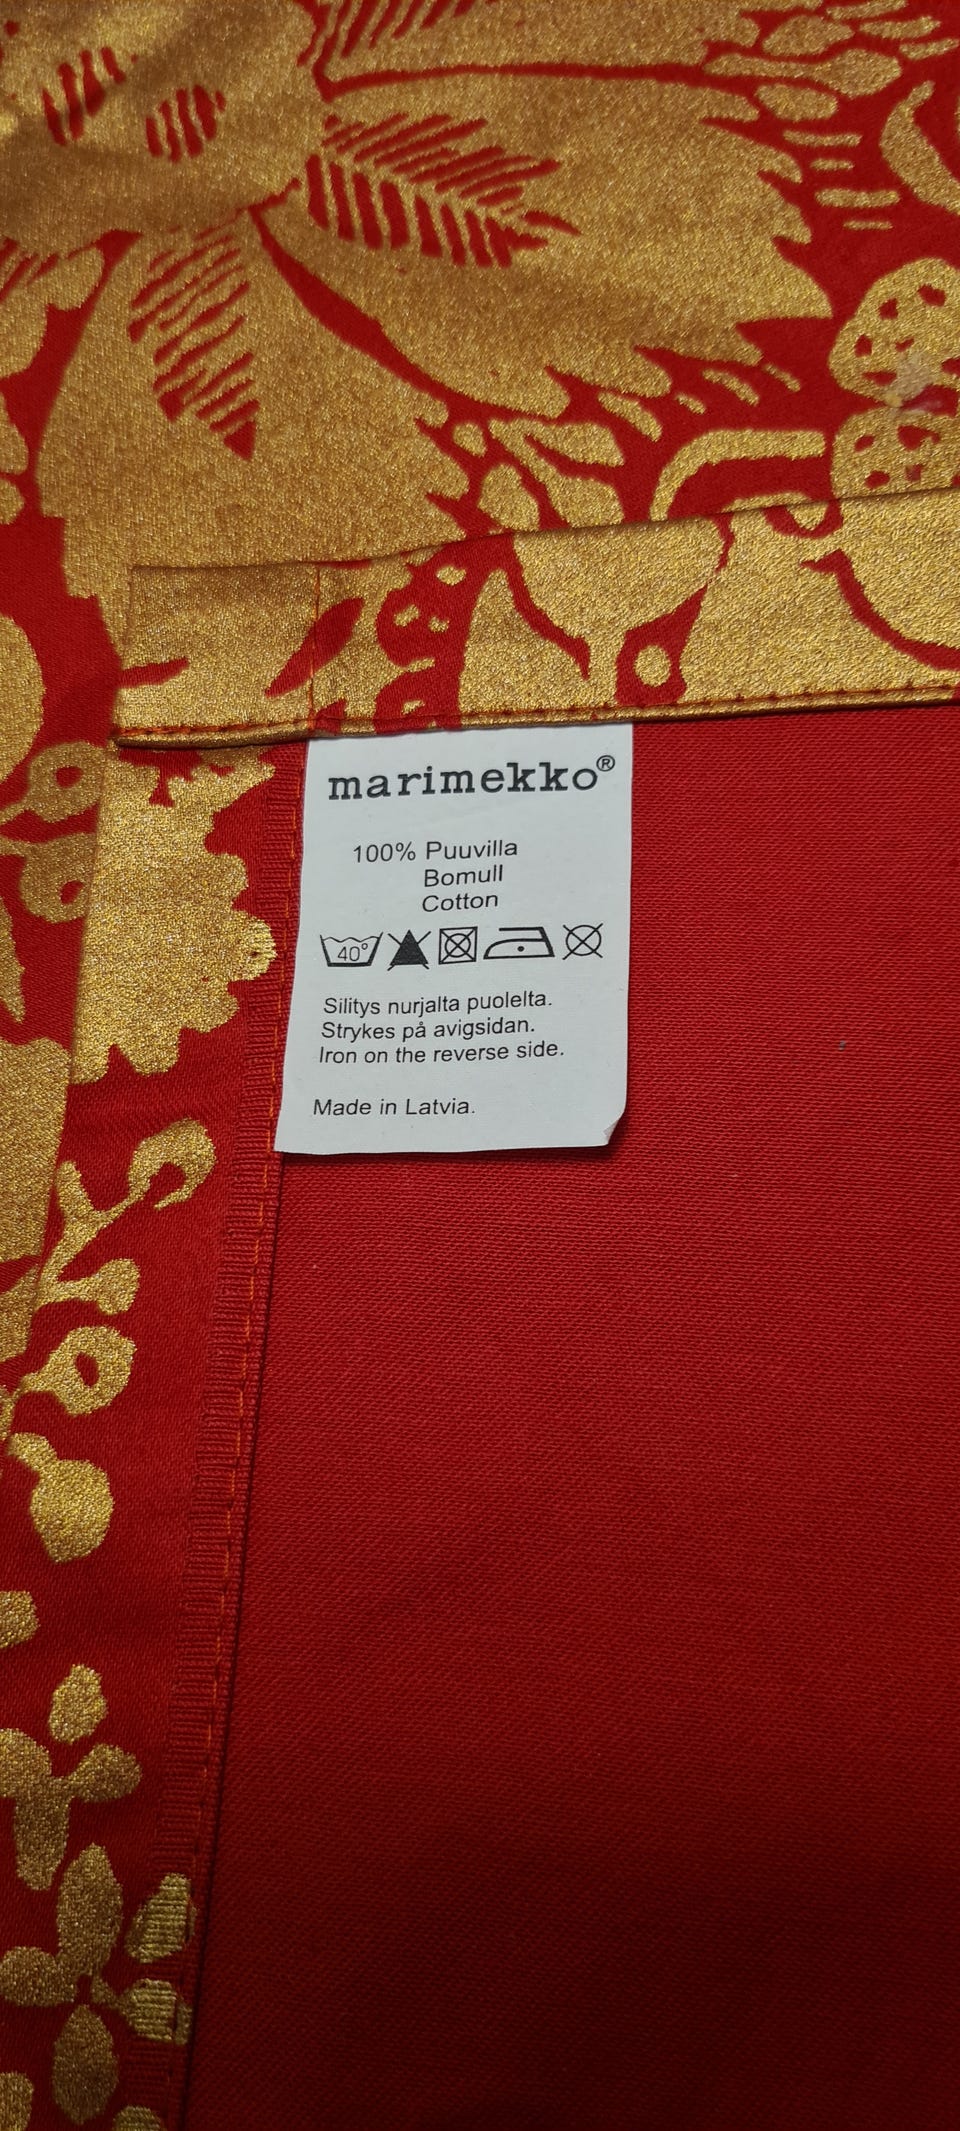 marimekko®
100% Puuvilla
Bomull
Cotton
40°
Silitys nurjalta puolelta.
Strykes på avigsidan.
Iron on the reverse side.
Made in Latvia.